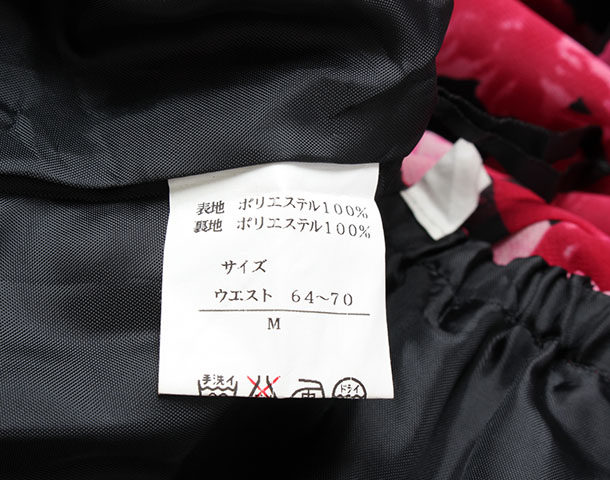 表地 ポリエステル100%
裏地 ポリエステル100%
サイズ
ウエスト 64~70
M
手洗イ 中 ドライ